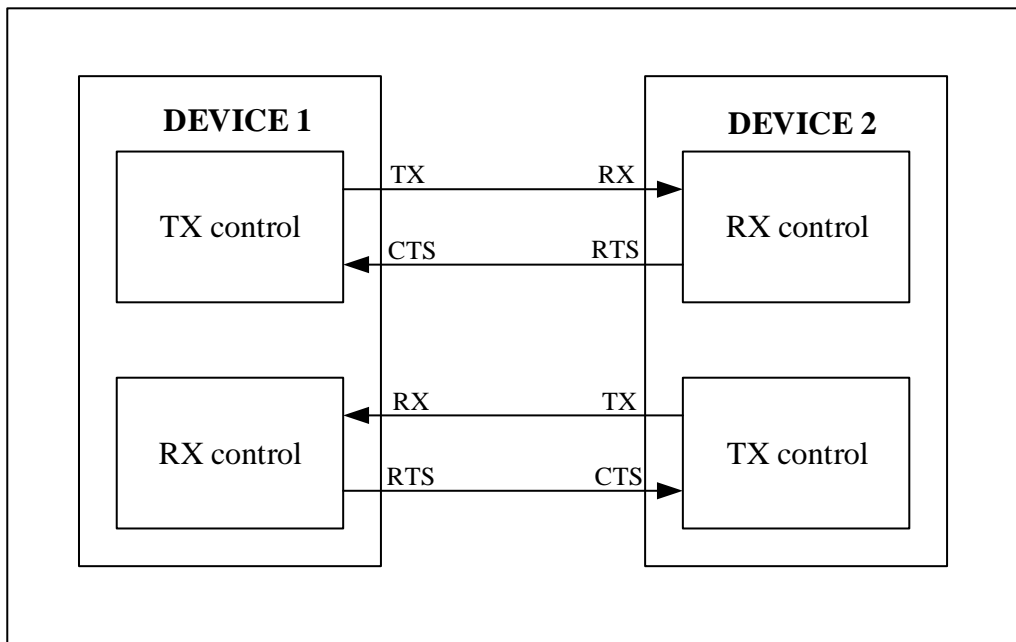 DEVICE 1
DEVICE 2
TX
RX
TX control
RX control
CTS
RTS
RX
TX
RX control
TX control
RTS
CTS